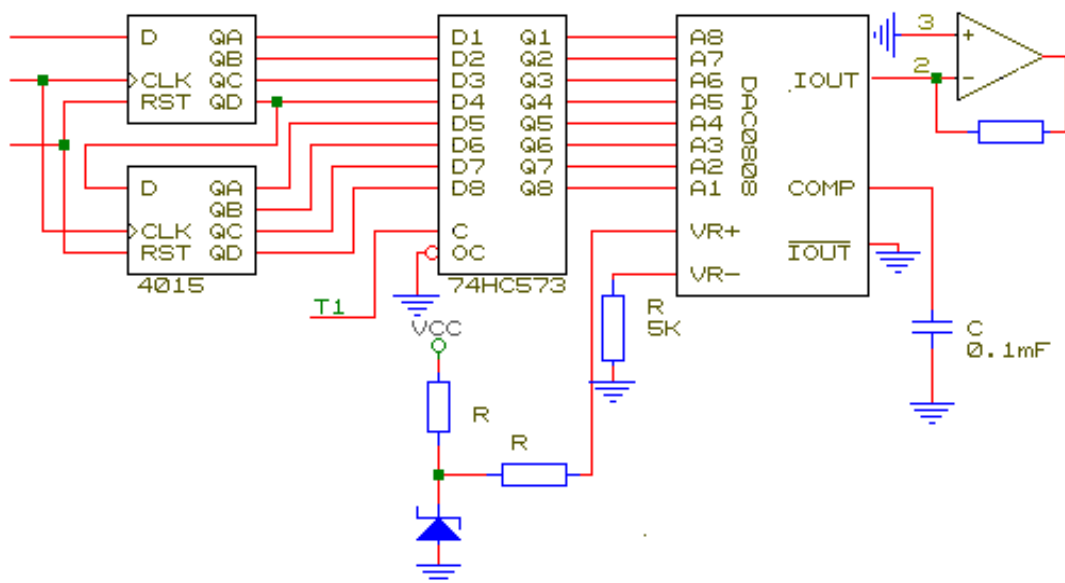 D QA
QB
CLK QC
RST QD
D QA
QB
CLK QC
RST QD
4015
D1 Q1
D2 Q2
D3 Q3
D4 Q4
D5 Q5
D6 Q6
D7 Q7
D8 Q8
C
OC
74HC573
T1
VCC
R
R
A8
A7
A6
A5
A4
A3
A2
A1
DAC0808
IOUT
COMP
VR+
IOUT
VR-
R
5K
3
+
2
-
C
0.1mF